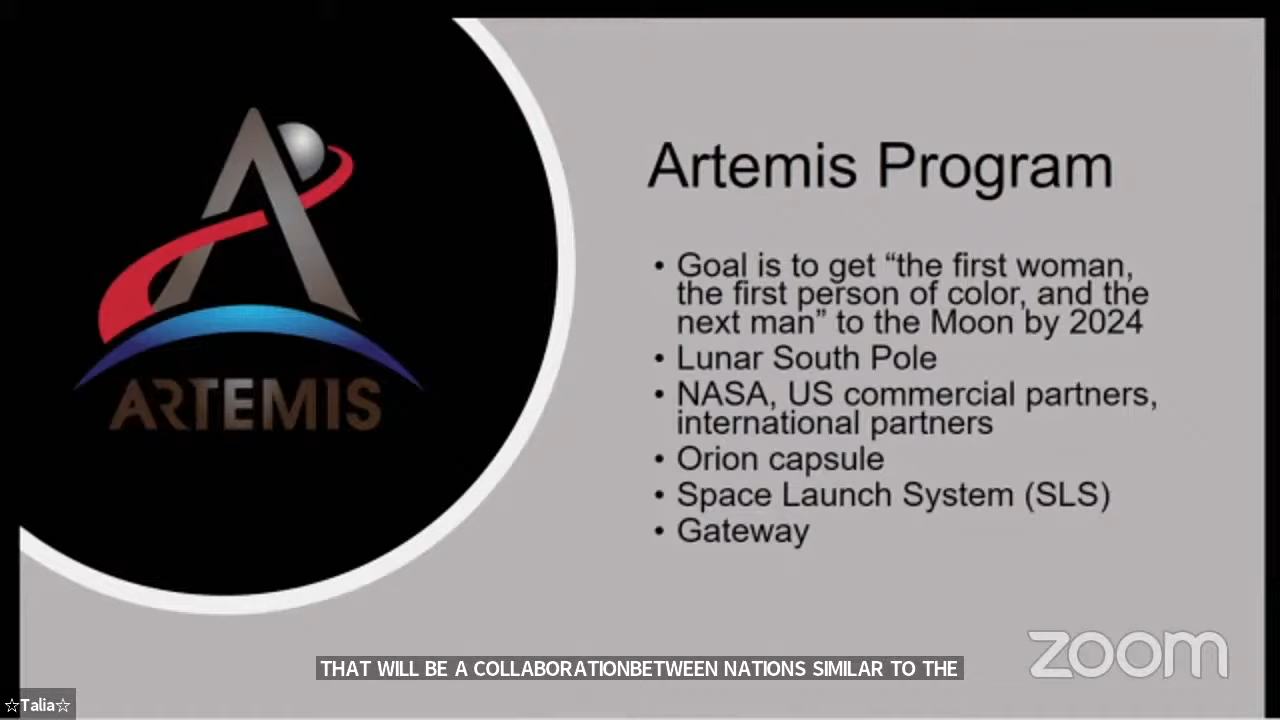 ARTEMIS
Artemis Program
• Goal is to get “the first woman,
the first person of color, and the
next man” to the Moon by 2024
• Lunar South Pole
• NASA, US commercial partners,
international partners
• Orion capsule
• Space Launch System (SLS)
• Gateway
zoom
THAT WILL BE A COLLABORATIONBETWEEN NATIONS SIMILAR TO THE
☆Talia☆